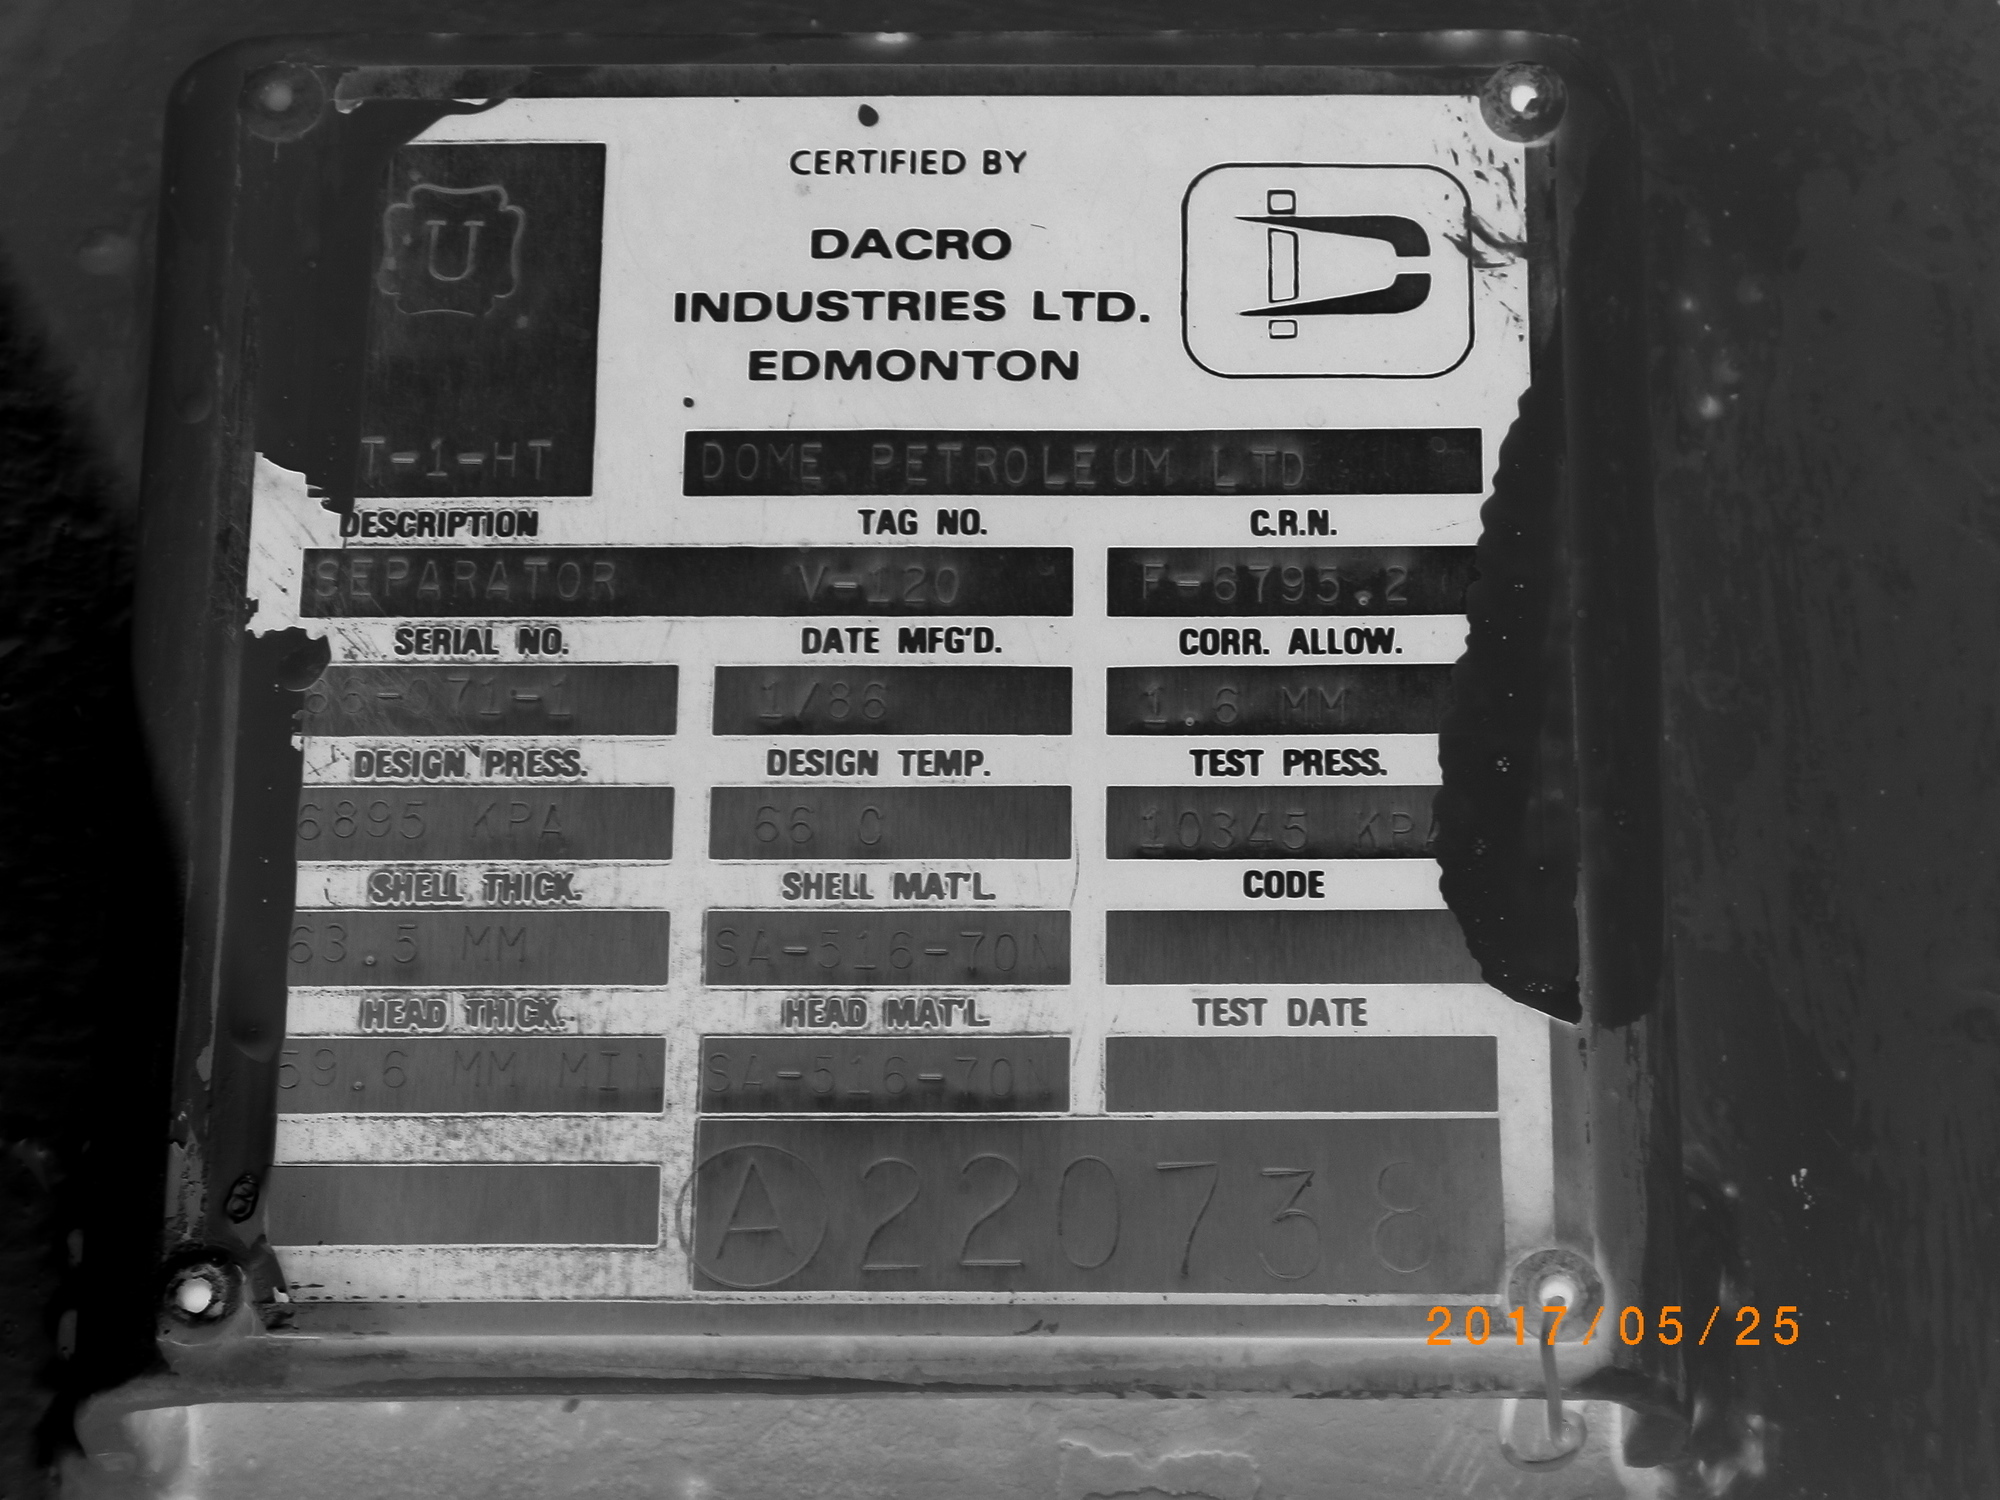 CERTIFIED BY
U
DACRO
INDUSTRIES LTD.
EDMONTON
T-1-HT
DOME PETROLEUM LTD
DESCRIPTION TAG NO. C.R.N.
SEPARATOR V-120 F-6795.2
SERIAL NO. DATE MFG'D. CORR. ALLOW.
86-071-1 1/86 1.6 MM
DESIGN PRESS. DESIGN TEMP. TEST PRESS.
6895 KPA 66 C 10345 KPA
SHELL THICK. SHELL MAT'L. CODE
63.5 MM SA-516-70N
HEAD THICK. HEAD MAT'L. TEST DATE
59.6 MM MIN SA-516-70N
A 220738
2017/05/25